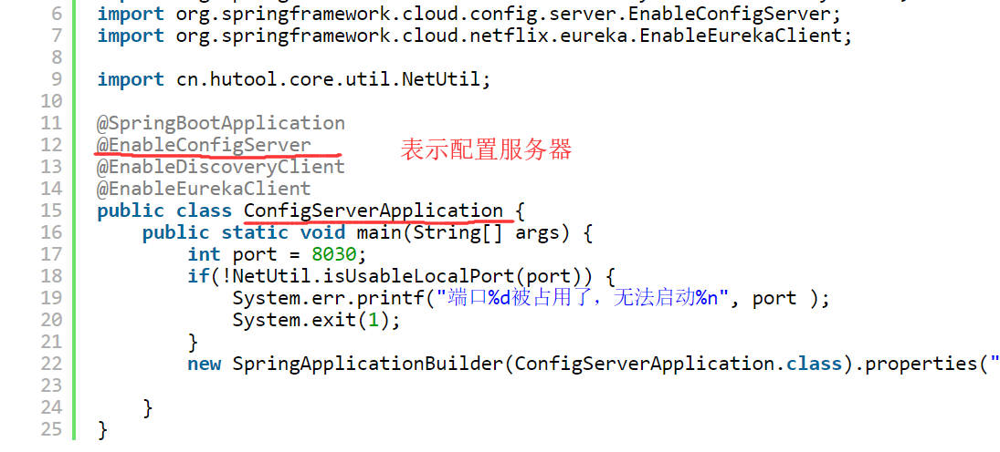 6 import org.springframework.cloud.config.server.EnableConfigServer;
7 import org.springframework.cloud.netflix.eureka.EnableEurekaClient;
8
9 import cn.hutool.core.util.NetUtil;
10
11 @SpringBootApplication
12 @EnableConfigServer 表示配置服务器
13 @EnableDiscoveryClient
14 @EnableEurekaClient
15 public class ConfigServerApplication {
16 public static void main(String[] args) {
17 int port = 8030;
18 if(!NetUtil.isUsableLocalPort(port)) {
19 System.err.printf("端口%d被占用了，无法启动%n", port );
20 System.exit(1);
21 }
22 new SpringApplicationBuilder(ConfigServerApplication.class).properties("
23
24 }
25 }